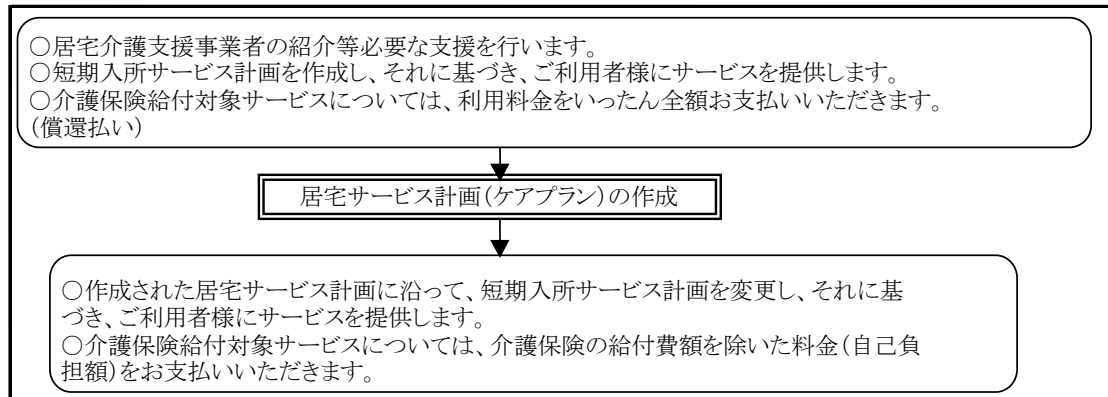 ○居宅介護支援事業者の紹介等必要な支援を行います。
○短期入所サービス計画を作成し、それに基づき、ご利用者様にサービスを提供します。
○介護保険給付対象サービスについては、利用料金をいったん全額お支払いいただきます。
(償還払い)
居宅サービス計画(ケアプラン)の作成
○作成された居宅サービス計画に沿って、短期入所サービス計画を変更し、それに基
づき、ご利用者様にサービスを提供します。
○介護保険給付対象サービスについては、介護保険の給付費額を除いた料金(自己負
担額)をお支払いいただきます。